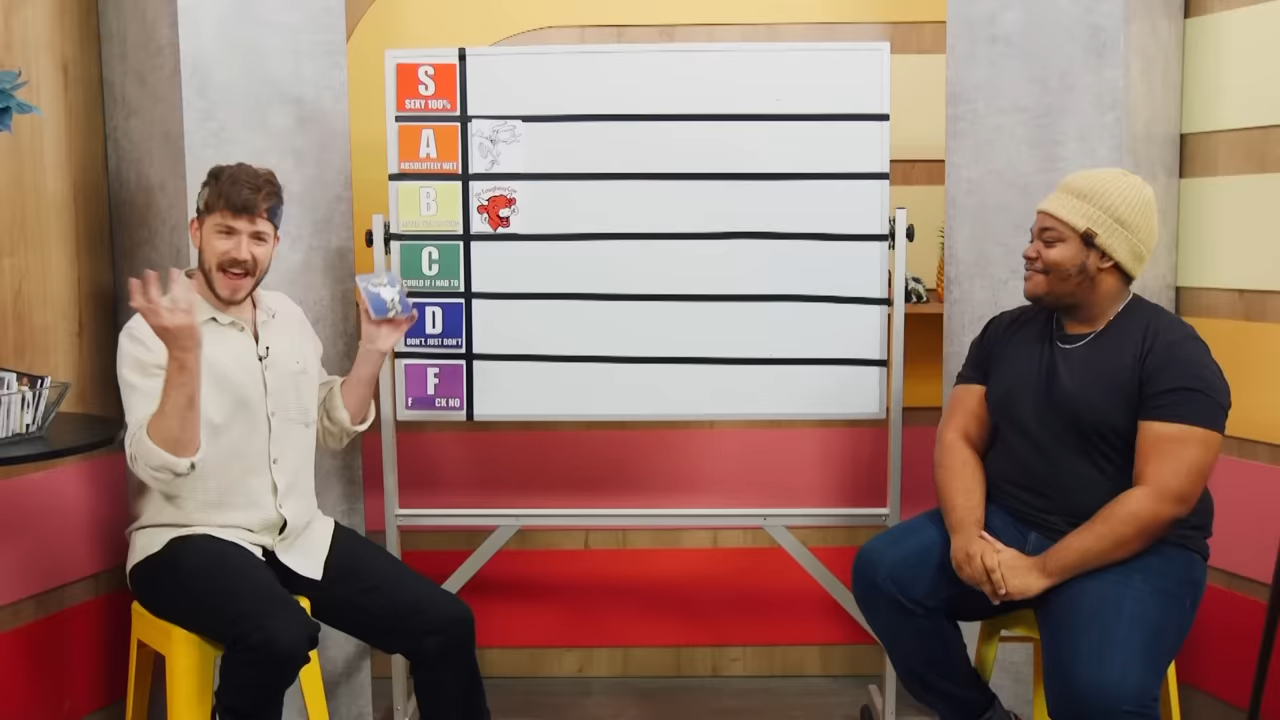 S
SEXY 100%
A
ABSOLUTELY WET
B
The Laughing Cow
C
COULD IF I HAD TO
D
DON'T, JUST DON'T
F
F CK NO